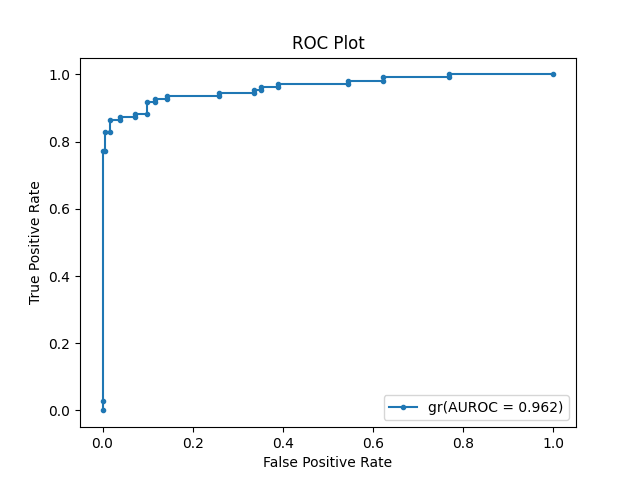 ROC Plot
True Positive Rate
1.0
0.8
0.6
0.4
0.2
0.0
0.0 0.2 0.4 0.6 0.8 1.0
False Positive Rate
gr(AUROC = 0.962)